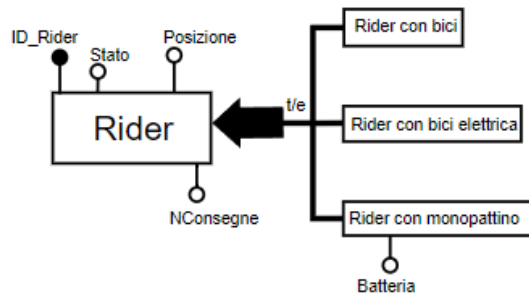 ID_Rider
Stato
Posizione
Rider
NConsegne
t/e
Rider con bici
Rider con bici elettrica
Rider con monopattino
Batteria